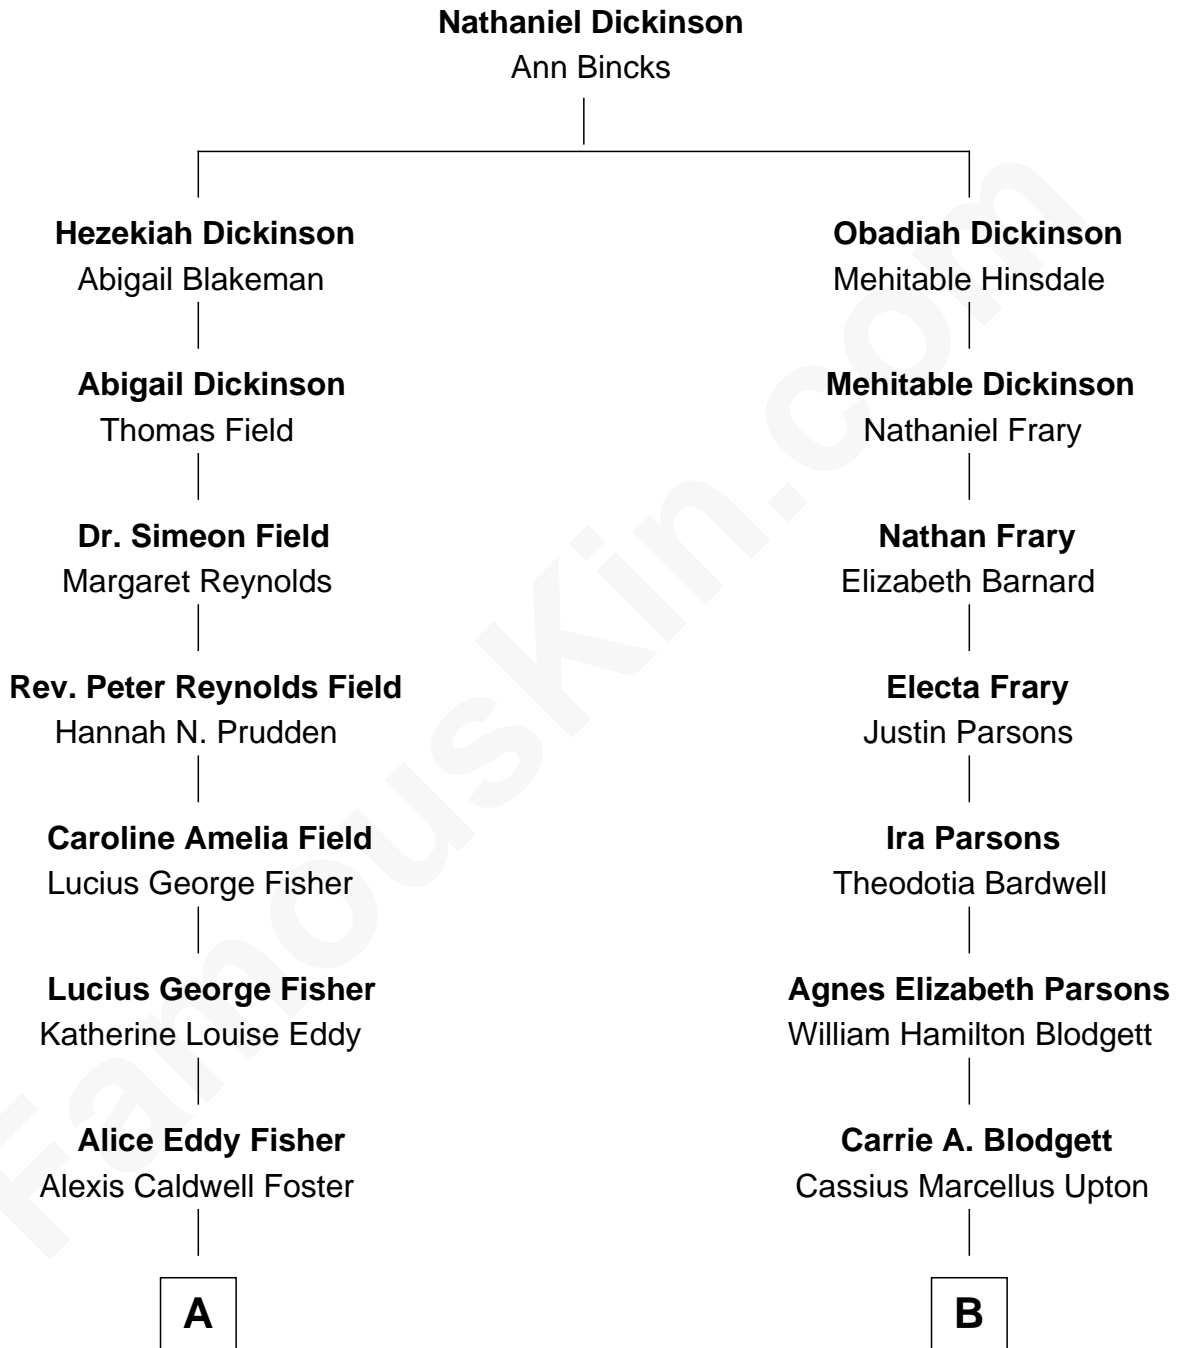 Nathaniel Dickinson
Ann Bincks
Hezekiah Dickinson
Abigail Blakeman
Abigail Dickinson
Thomas Field
Dr. Simeon Field
Margaret Reynolds
Rev. Peter Reynolds Field
Hannah N. Prudden
Caroline Amelia Field
Lucius George Fisher
Lucius George Fisher
Katherine Louise Eddy
Alice Eddy Fisher
Alexis Caldwell Foster
A
Obadiah Dickinson
Mehitable Hinsdale
Mehitable Dickinson
Nathaniel Frary
Nathan Frary
Elizabeth Barnard
Electa Frary
Justin Parsons
Ira Parsons
Theodotia Bardwell
Agnes Elizabeth Parsons
William Hamilton Blodgett
Carrie A. Blodgett
Cassius Marcellus Upton
B
FamousKin.com